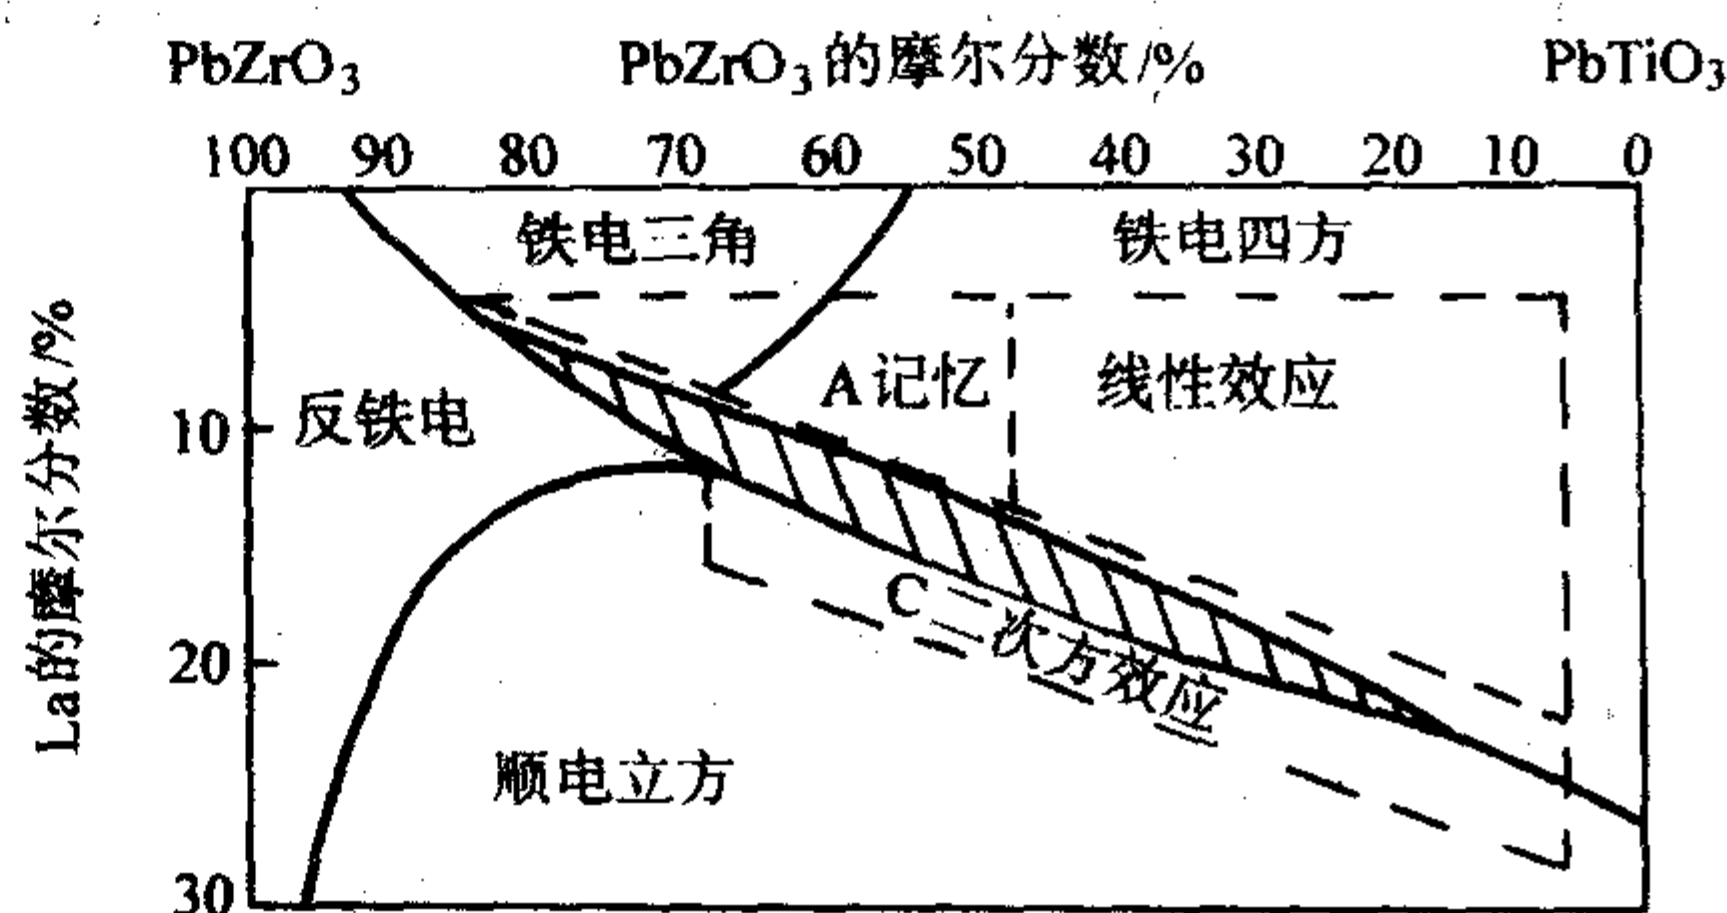 PbZrO₃ PbZrO₃的摩尔分数/% PbTiO₃
100 90 80 70 60 50 40 30 20 10 0
铁电三角 铁电四方
A记忆 线性效应
反铁电
10
20
30
C二次方效应
顺电立方
La的摩尔分数/%